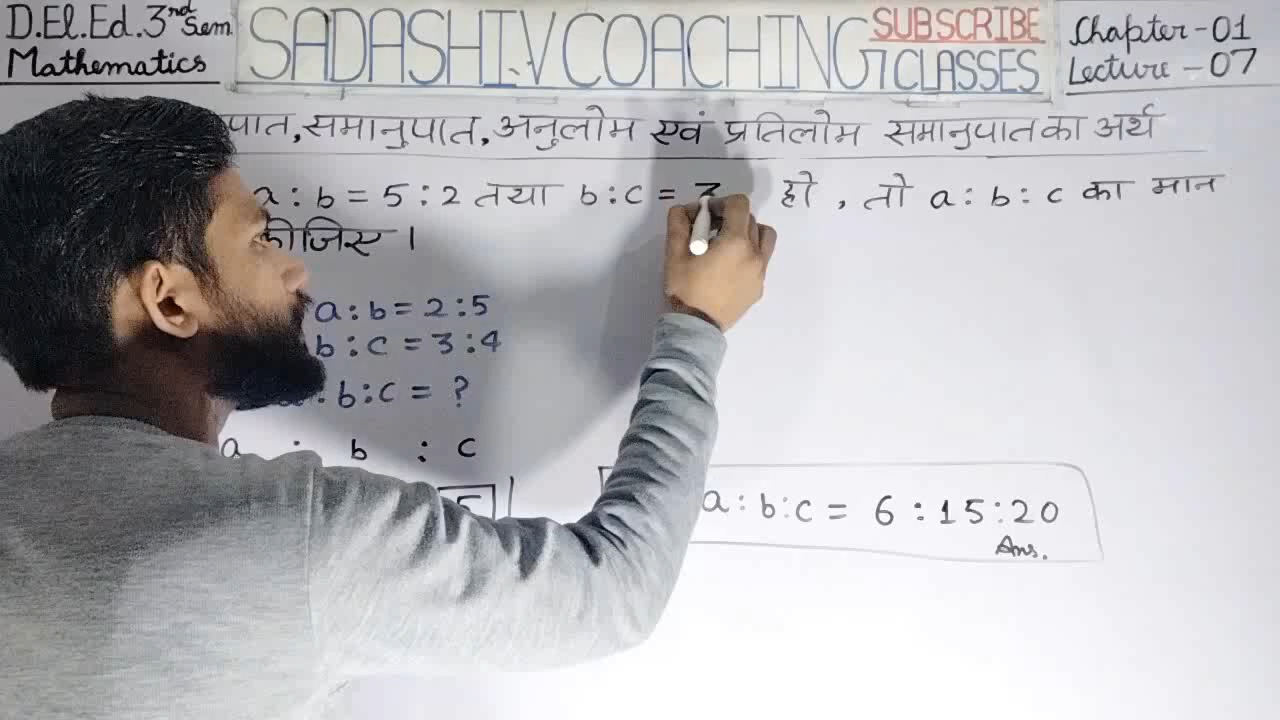 D.El.Ed.3rd Sem
Mathematics
SADASHIV COACHING CLASSES
SUBSCRIBE
Chapter-01
Lecture-07
पात, समानुपात, अनुलोम एवं प्रतिलोम समानुपात का अर्थ
a : b = 5 : 2 तथा b : c = हो , तो a : b : c का मान
कीजिए ।
a : b = 2 : 5
b : c = 3 : 4
: b : c = ?
a : b : c
a : b : c = 6 : 15 : 20
Ans.